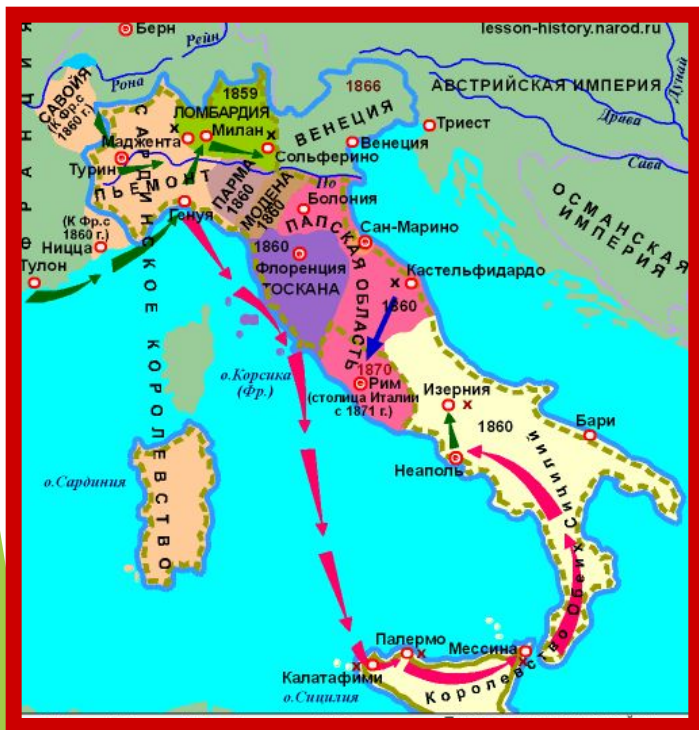 lesson-history.narod.ru
Берн
Рейн
Дунай
Рона
1859
1866
АВСТРИЙСКАЯ ИМПЕРИЯ
САВОЙЯ
(К Фр.с
1860 г.)
ЛОМБАРДИЯ
Милан
Маджента
ВЕНЕЦИЯ
Венеция
Триест
Драва
Сава
Сольферино
Турин
ПЬЕМОНТ
ПАРМА
1860
МОДЕНА
1860
По
Болония
ОСМАНСКАЯ
ИМПЕРИЯ
Генуя
(К Фр.с
1860 г.)
Ницца
Тулон
САРДИНСКОЕ КОРОЛЕВСТВО
ПАПСКАЯ ОБЛАСТЬ
Сан-Марино
1860
Флоренция
ТОСКАНА
Кастельфидардо
1860
о.Корсика
(Фр.)
1870
Рим
(столица Италии
с 1871 г.)
Изерния
1860
Бари
Неаполь
о.Сардиния
Королевство Обеих Сицилий
Палермо
Мессина
Калатафими
о.Сицилия